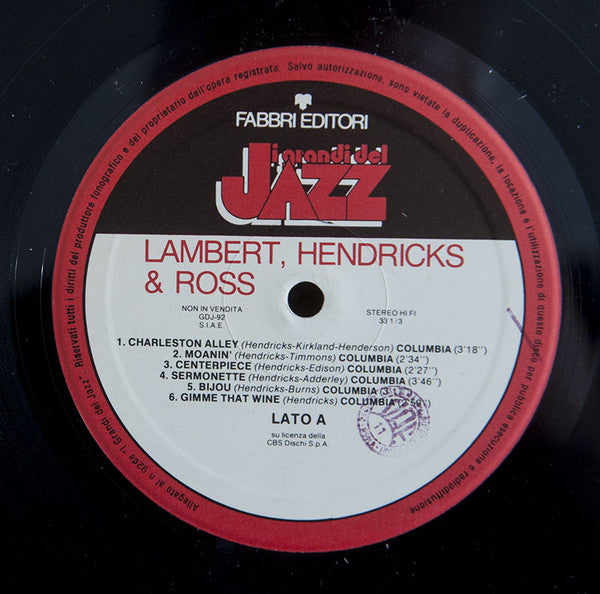 Allegato al n. 92 de "I Grandi del Jazz". Riservati tutti i diritti del produttore fonografico e del proprietario dell'opera registrata. Salvo autorizzazione, sono vietate la duplicazione, la locazione e l'utilizzazione di questo disco per pubblica esecuzione e radiodiffusione.
FABBRI EDITORI
i grandi del
JAZZ
LAMBERT, HENDRICKS
& ROSS
NON IN VENDITA
GDJ-92
S.I.A.E.
STEREO HI FI
33 1/3
1. CHARLESTON ALLEY (Hendricks-Kirkland-Henderson) COLUMBIA (3'18'')
2. MOANIN' (Hendricks-Timmons) COLUMBIA (2'34'')
3. CENTERPIECE (Hendricks-Edison) COLUMBIA (2'27'')
4. SERMONETTE (Hendricks-Adderley) COLUMBIA (3'46'')
5. BIJOU (Hendricks-Burns) COLUMBIA
6. GIMME THAT WINE (Hendricks) COLUMBIA
LATO A
su licenza della
CBS Dischi S.p.A.